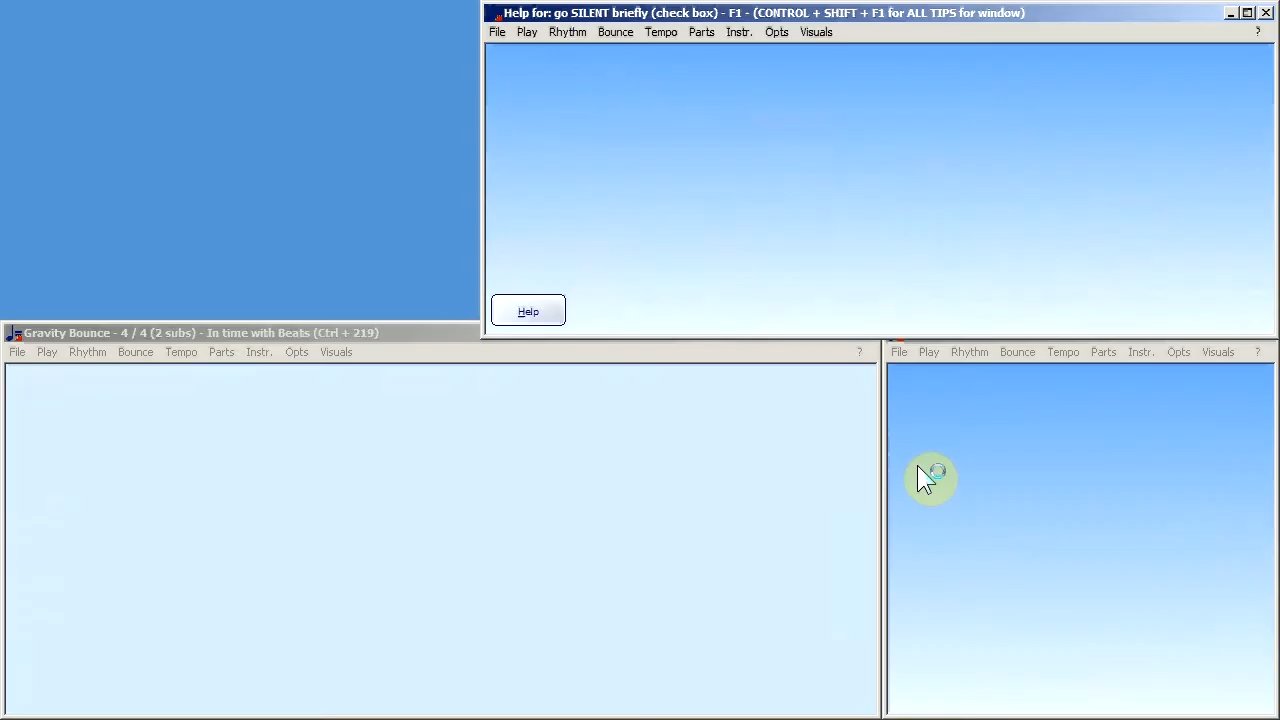 Help for: go SILENT briefly (check box) - F1 - (CONTROL + SHIFT + F1 for ALL TIPS for window)
File Play Rhythm Bounce Tempo Parts Instr. Opts Visuals ?
Help
Gravity Bounce - 4 / 4 (2 subs) - In time with Beats (Ctrl + 219)
File Play Rhythm Bounce Tempo Parts Instr. Opts Visuals ?
File Play Rhythm Bounce Tempo Parts Instr. Opts Visuals ?